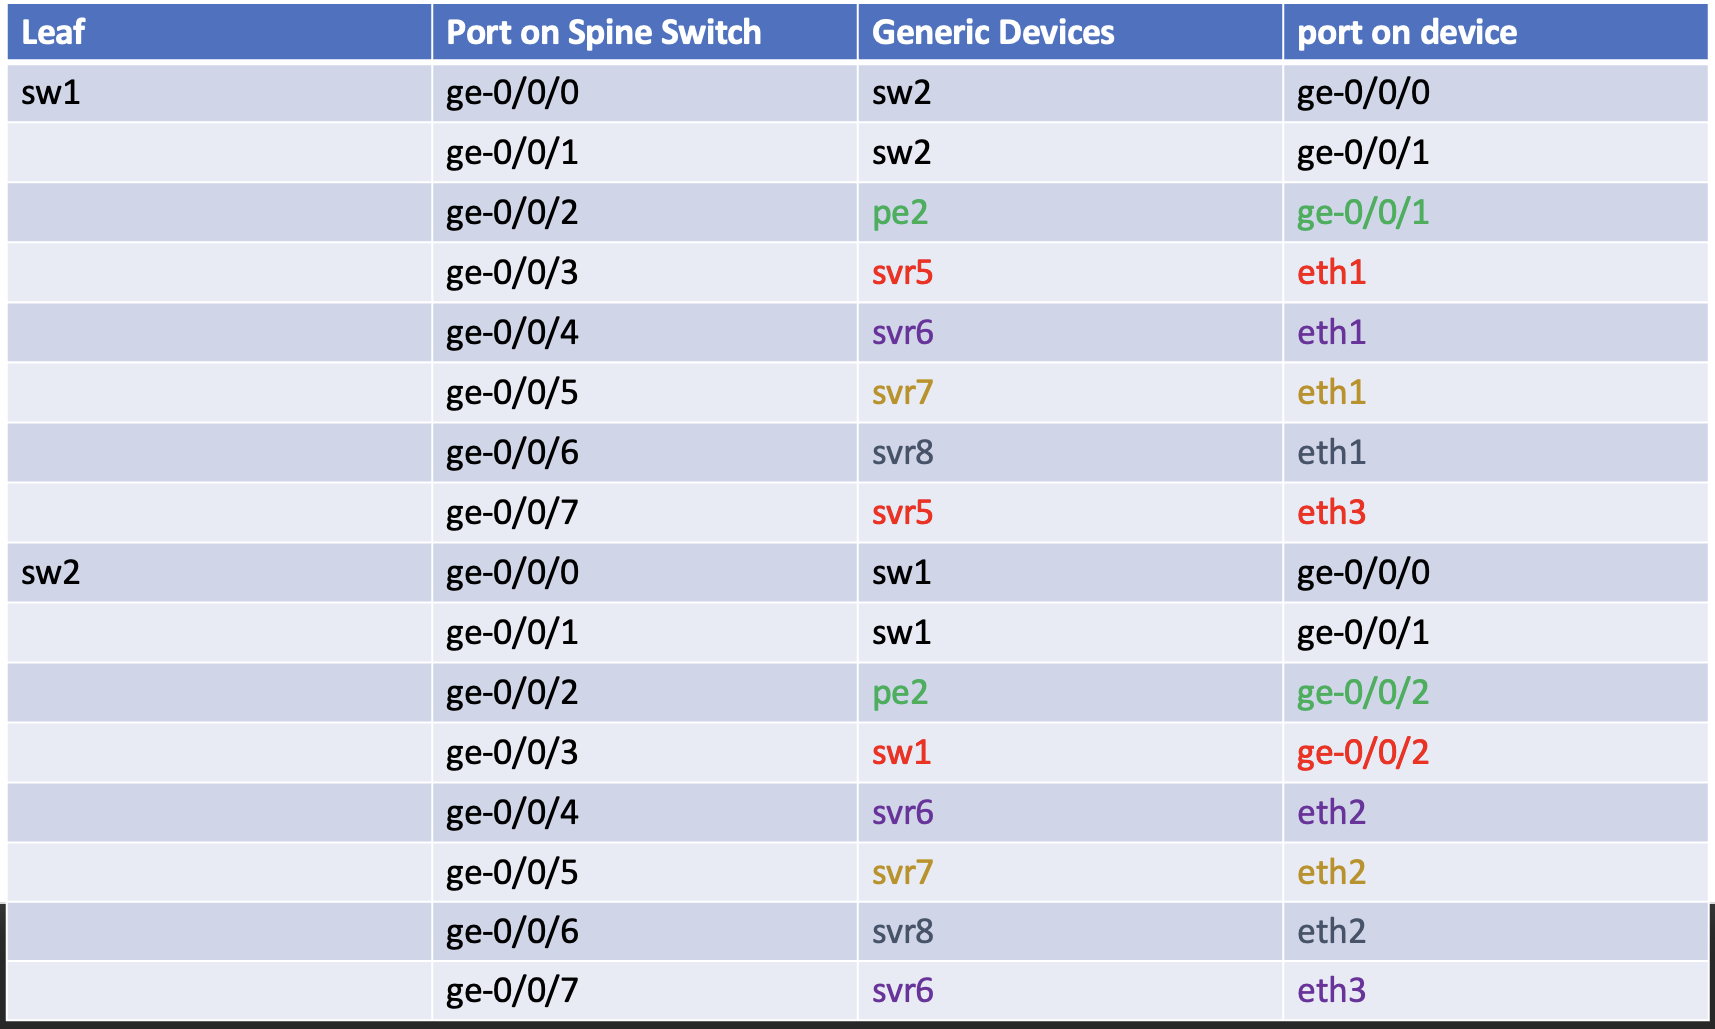 Leaf Port on Spine Switch Generic Devices port on device
sw1 ge-0/0/0 sw2 ge-0/0/0
ge-0/0/1 sw2 ge-0/0/1
ge-0/0/2 pe2 ge-0/0/1
ge-0/0/3 svr5 eth1
ge-0/0/4 svr6 eth1
ge-0/0/5 svr7 eth1
ge-0/0/6 svr8 eth1
ge-0/0/7 svr5 eth3
sw2 ge-0/0/0 sw1 ge-0/0/0
ge-0/0/1 sw1 ge-0/0/1
ge-0/0/2 pe2 ge-0/0/2
ge-0/0/3 sw1 ge-0/0/2
ge-0/0/4 svr6 eth2
ge-0/0/5 svr7 eth2
ge-0/0/6 svr8 eth2
ge-0/0/7 svr6 eth3